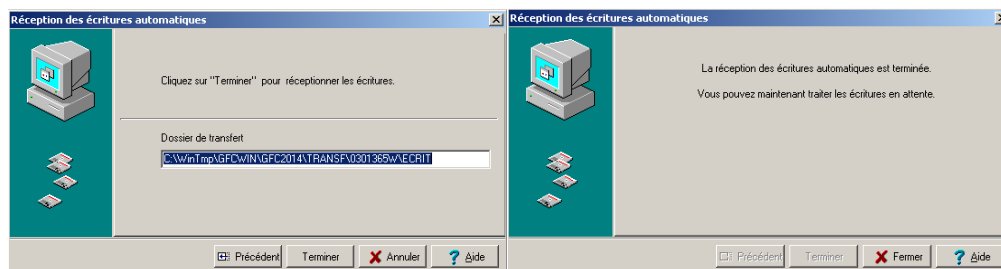 Réception des écritures automatiques
Cliquez sur "Terminer" pour réceptionner les écritures.
Dossier de transfert
C:\WinTmp\GFCWIN\GFC2014\TRANSF\0301365W\ECRIT
Précédent Terminer Annuler Aide
Réception des écritures automatiques
La réception des écritures automatiques est terminée.
Vous pouvez maintenant traiter les écritures en attente.
Précédent Terminer Fermer Aide